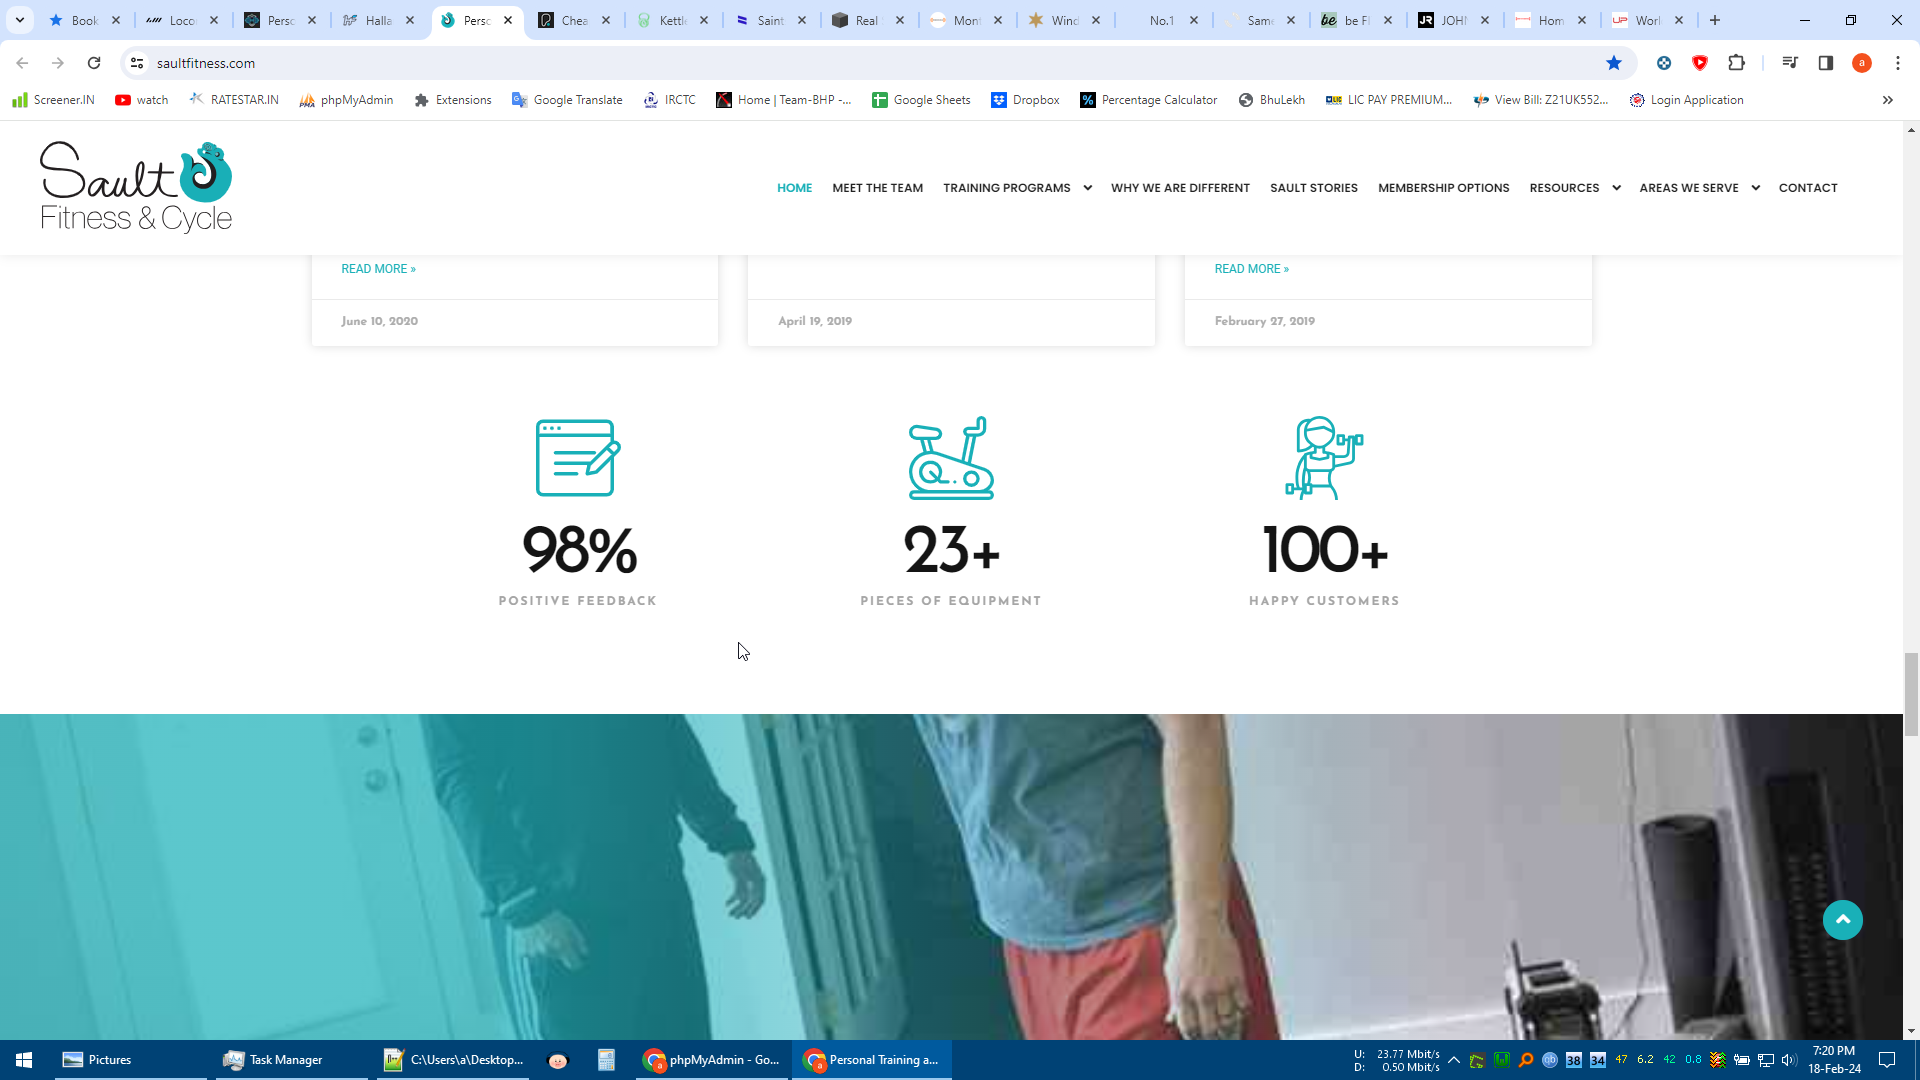 Book
Loco
Perso
Halla
Perso
Chea
Kettle
Saint
Real
Mont
Wind
No.1
Same
be be Fl
JR JOHN
Hom
UP Worl
saultfitness.com
a
Screener.IN
watch
RATESTAR.IN
phpMyAdmin
Extensions
Google Translate
IRCTC
Home | Team-BHP -...
Google Sheets
Dropbox
Percentage Calculator
BhuLekh
LIC PAY PREMIUM...
View Bill: Z21UK552...
Login Application
Sault
Fitness & Cycle
HOME
MEET THE TEAM
TRAINING PROGRAMS
WHY WE ARE DIFFERENT
SAULT STORIES
MEMBERSHIP OPTIONS
RESOURCES
AREAS WE SERVE
CONTACT
READ MORE »
READ MORE »
June 10, 2020
April 19, 2019
February 27, 2019
98%
POSITIVE FEEDBACK
23+
PIECES OF EQUIPMENT
100+
HAPPY CUSTOMERS
Pictures
Task Manager
C:\Users\a\Desktop...
phpMyAdmin - Go...
Personal Training a...
U: 23.77 Mbit/s
D: 0.50 Mbit/s
38
34
47
6.2
42
0.8
7:20 PM
18-Feb-24